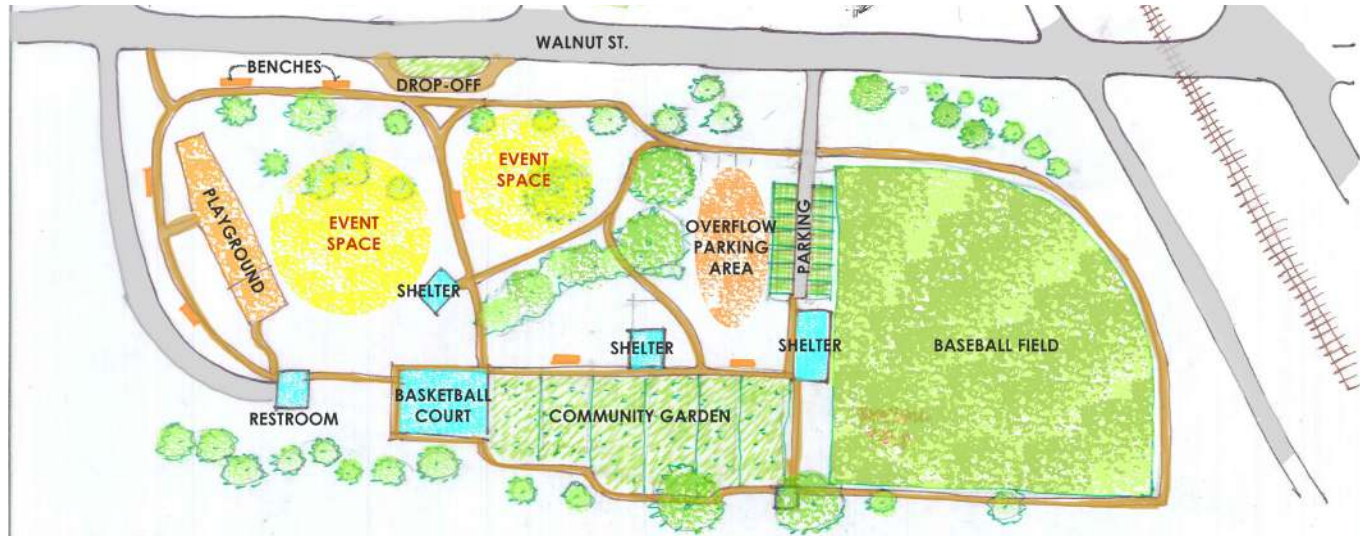 WALNUT ST.
BENCHES
DROP-OFF
EVENT
SPACE
PLAYGROUND
EVENT
SPACE
OVERFLOW
PARKING
AREA
PARKING
SHELTER
SHELTER
SHELTER
BASEBALL FIELD
BASKETBALL
COURT
COMMUNITY GARDEN
RESTROOM